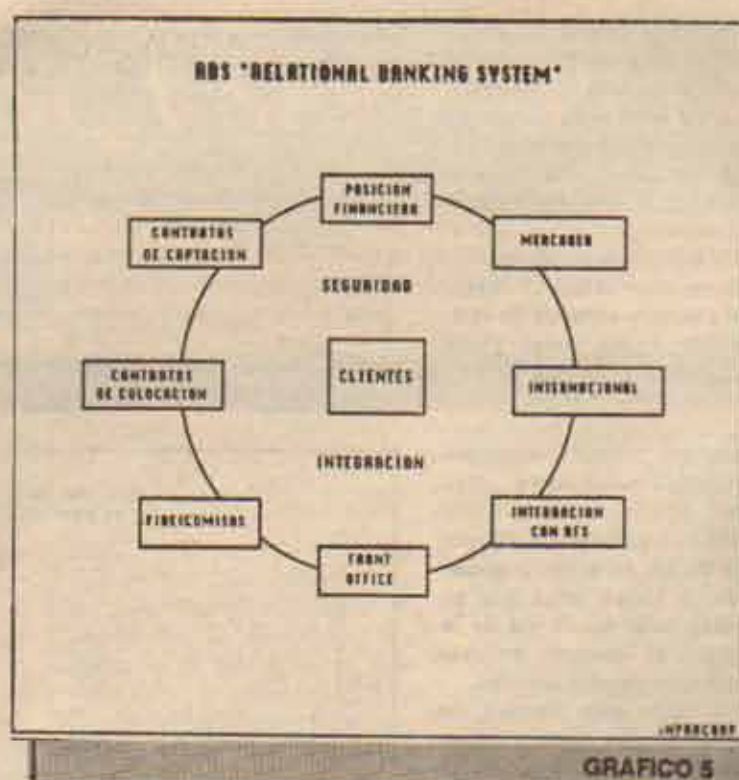 RBS "RELATIONAL BANKING SYSTEM"
POSICION
FINANCIERA
CONTRATOS
DE CAPTACION
MERCADEO
SEGURIDAD
CONTRATOS
DE COLOCACION
CLIENTES
INTERNACIONAL
INTEGRACION
FIDEICOMISOS
INTEGRACION
CON RFS
FRONT
OFFICE
GRAFICO 5